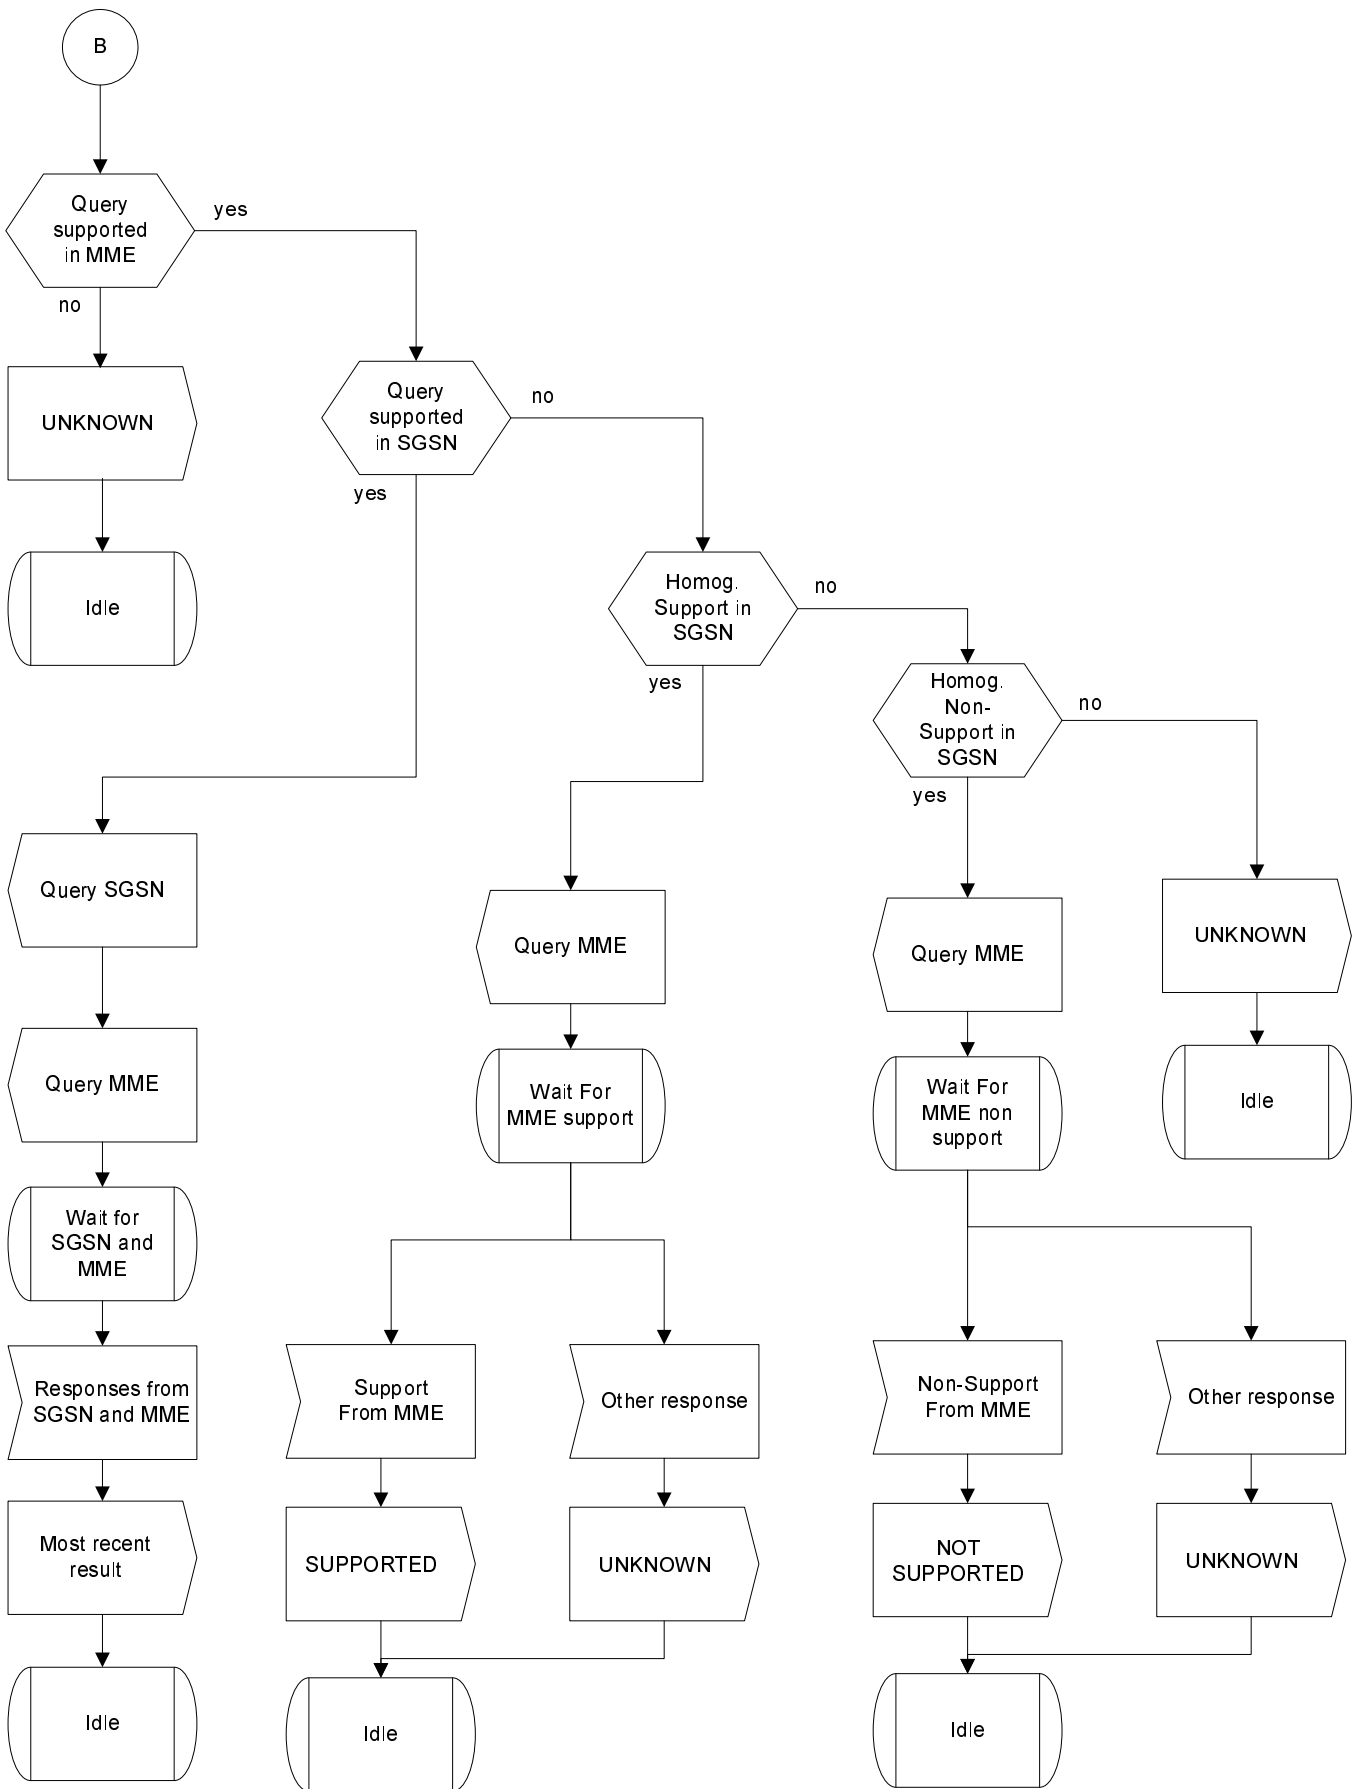 B
Query
supported
in MME
yes
no
UNKNOWN
Idle
Query
supported
in SGSN
no
yes
Homog.
Support in
SGSN
no
yes
Homog.
Non-
Support in
SGSN
no
yes
Query SGSN
Query MME
Wait for
SGSN and
MME
Responses from
SGSN and MME
Most recent
result
Idle
Query MME
Wait For
MME support
Support
From MME
Other response
SUPPORTED
UNKNOWN
Idle
Query MME
Wait For
MME non
support
Non-Support
From MME
Other response
NOT
SUPPORTED
UNKNOWN
Idle
UNKNOWN
Idle